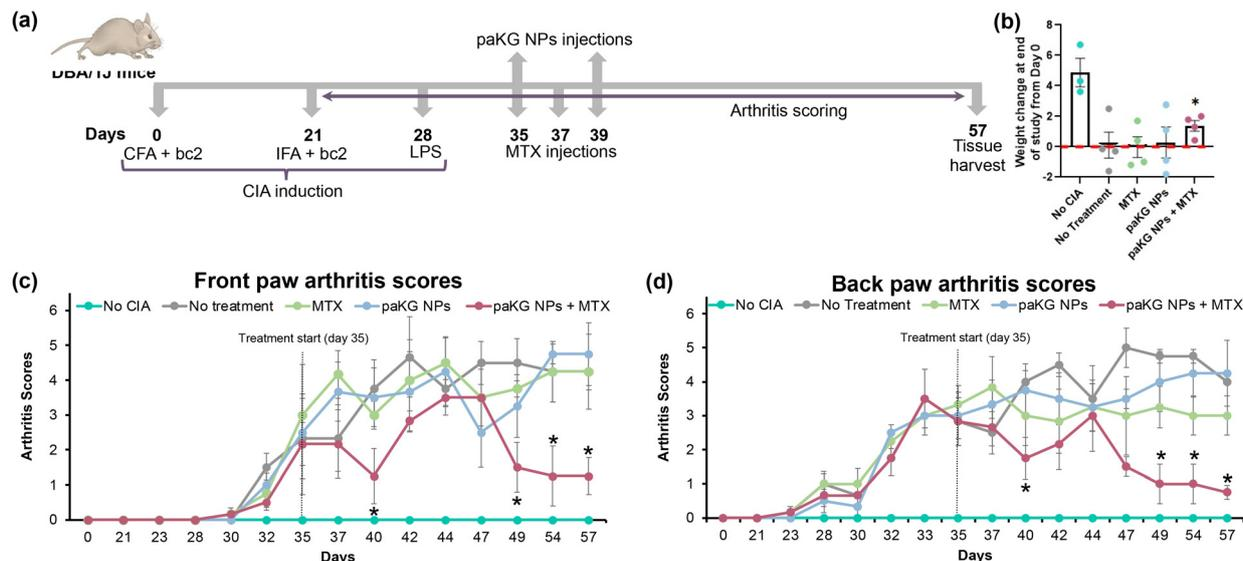 (a)
DBA/1J mice
paKG NPs injections
Arthritis scoring
Days 0 21 28 35 37 39 57
CFA + bc2 IFA + bc2 LPS MTX injections Tissue
harvest
CIA induction
(b)
Weight change at end
of study from Day 0
8
6
4
2
0
-2
*
No CIA
No Treatment
MTX
paKG NPs
paKG NPs + MTX
(c)
Front paw arthritis scores
No CIA No treatment MTX paKG NPs paKG NPs + MTX
Treatment start (day 35)
Arthritis Scores
6
5
4
3
2
1
0
* * * *
0 21 23 28 30 32 35 37 40 42 44 47 49 54 57
Days
(d)
Back paw arthritis scores
No CIA No Treatment MTX paKG NPs paKG NPs + MTX
Treatment start (day 35)
Arthritis Scores
6
5
4
3
2
1
0
* * * *
0 21 23 28 30 32 33 35 37 40 42 44 47 49 54 57
Days